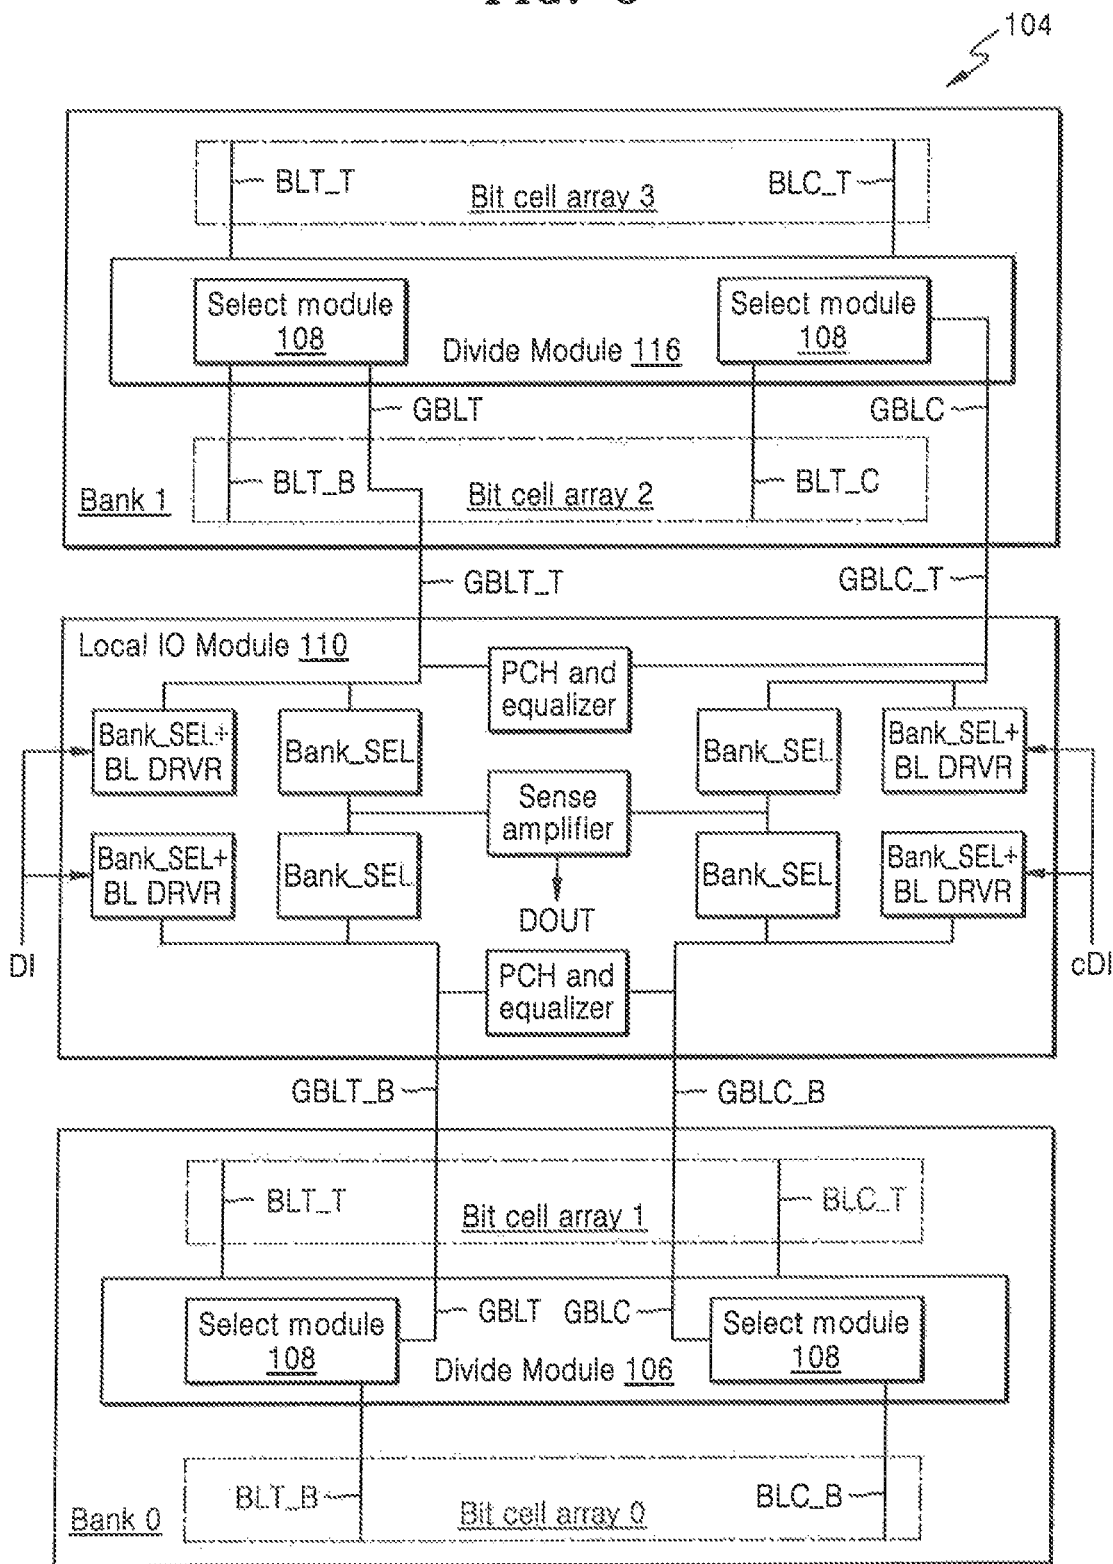 104
BLT_T
BLC_T
Bit cell array 3
Select module
108
Select module
108
Divide Module 116
GBLT
GBLC
BLT_B
BLT_C
Bit cell array 2
Bank 1
GBLT_T
GBLC_T
Local IO Module 110
PCH and
equalizer
Bank_SEL+
BL DRVR
Bank_SEL
Bank_SEL
Bank_SEL+
BL DRVR
Sense
amplifier
Bank_SEL+
BL DRVR
Bank_SEL
Bank_SEL
Bank_SEL+
BL DRVR
DOUT
DI
cDI
PCH and
equalizer
GBLT_B
GBLC_B
BLT_T
BLC_T
Bit cell array 1
GBLT
GBLC
Select module
108
Select module
108
Divide Module 106
BLT_B
BLC_B
Bit cell array 0
Bank 0